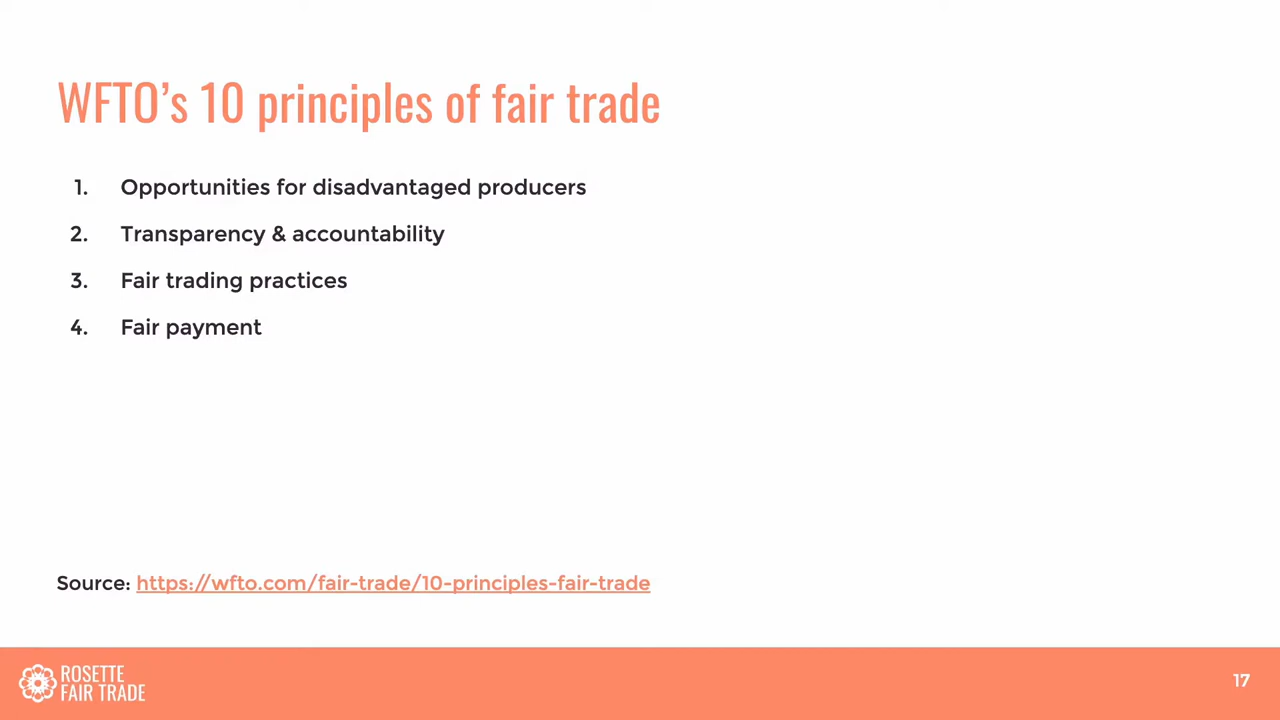 WFTO’s 10 principles of fair trade
1. Opportunities for disadvantaged producers
2. Transparency & accountability
3. Fair trading practices
4. Fair payment
Source: https://wfto.com/fair-trade/10-principles-fair-trade
ROSETTE
FAIR TRADE
17